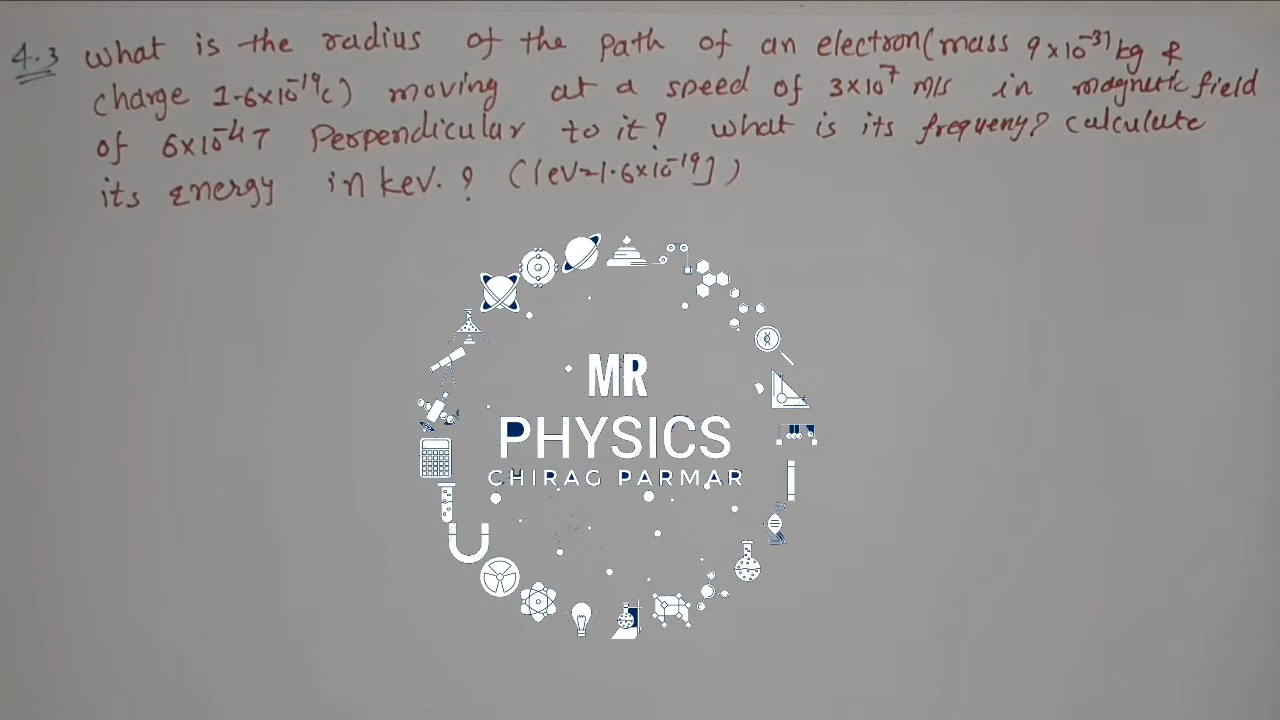 4.3 What is the radius of the path of an electron (mass 9×10⁻³¹ kg &
charge 1.6×10⁻¹⁹c) moving at a speed of 3×10⁷ m/s in magnetic field
of 6×10⁻⁴T Perpendicular to it? what is its frequeny? calculate
its energy in kev. ? (1eV=1.6×10⁻¹⁹J)
MR
PHYSICS
CHIRAG PARMAR